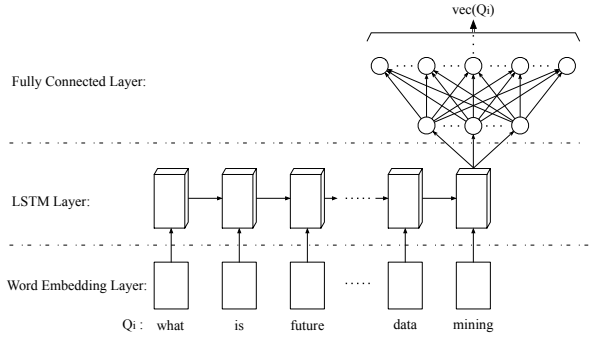 vec(Qi)
Fully Connected Layer:
LSTM Layer:
Word Embedding Layer:
Qi : what is future data mining